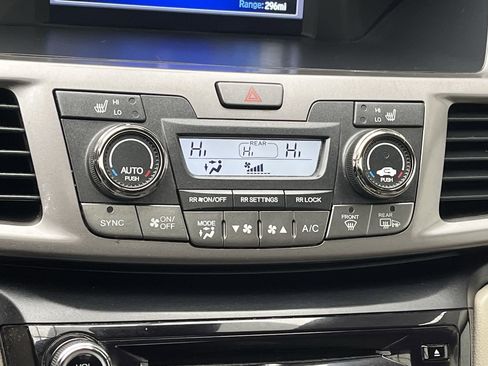 Range: 296mi
HI
LO
HI
LO
REAR
Hi Hi Hi
AUTO
PUSH
PUSH
RR ON/OFF RR SETTINGS RR LOCK
SYNC ON/OFF MODE A/C FRONT REAR
VOL